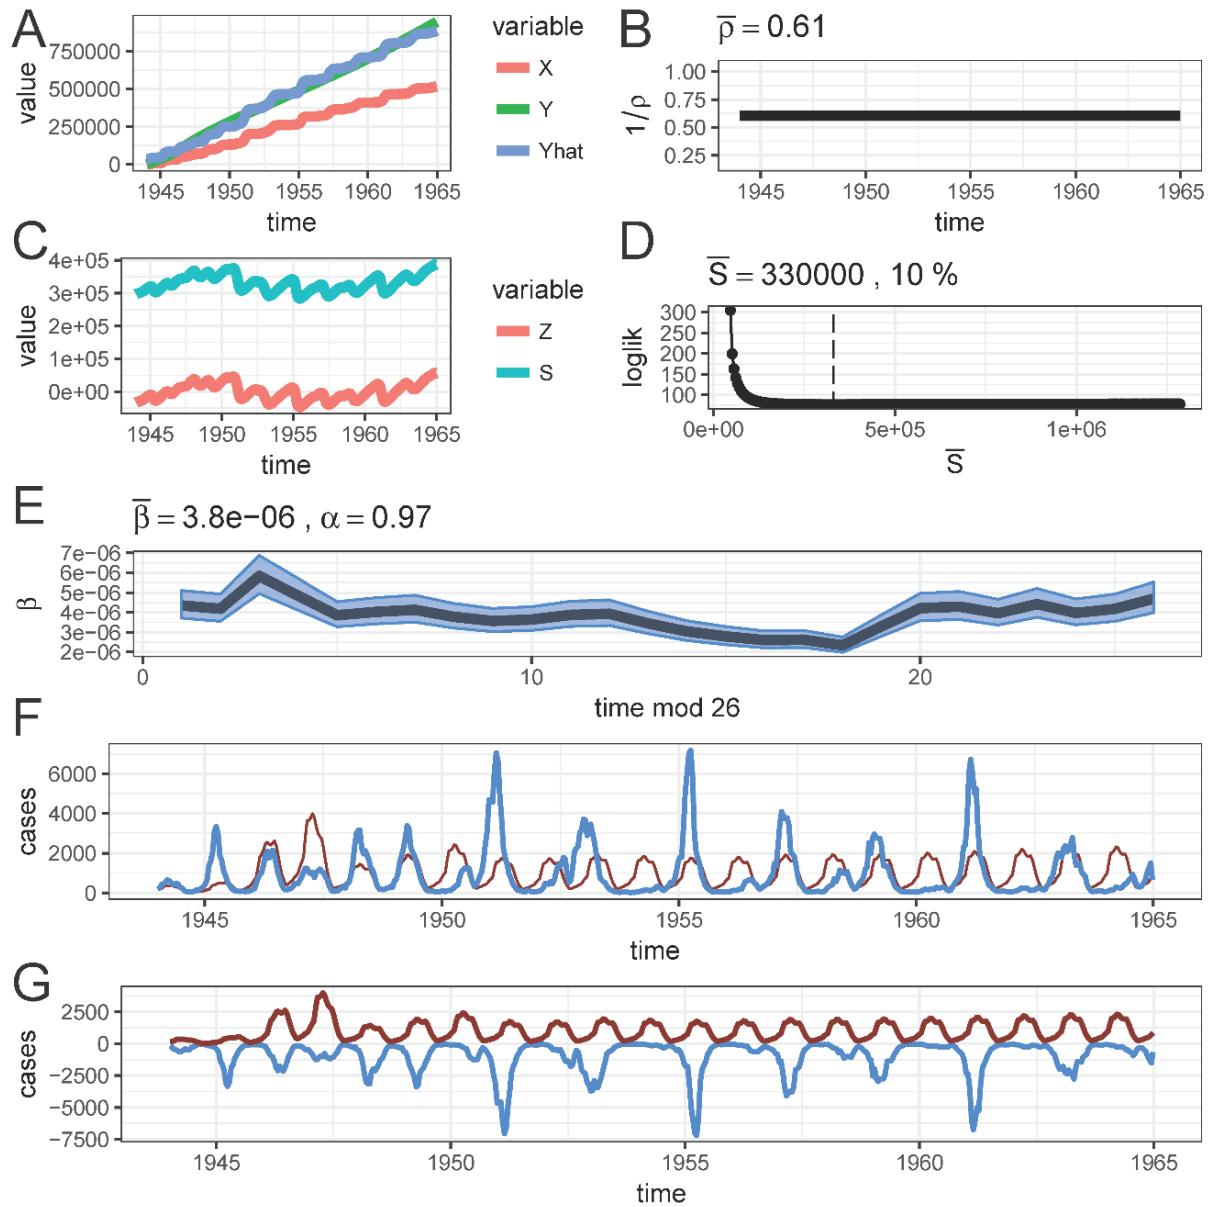 A
value
750000
500000
250000
0
1945 1950 1955 1960 1965
time
variable
X
Y
Yhat
B
ρ̅ = 0.61
1/ρ
1.00
0.75
0.50
0.25
1945 1950 1955 1960 1965
time
C
value
4e+05
3e+05
2e+05
1e+05
0e+00
1945 1950 1955 1960 1965
time
variable
Z
S
D
S̅ = 330000 , 10 %
loglik
300
250
200
150
100
0e+00 5e+05 1e+06
S̅
E
β̅ = 3.8e−06 , α = 0.97
β
7e−06
6e−06
5e−06
4e−06
3e−06
2e−06
0 10 20
time mod 26
F
cases
6000
4000
2000
0
1945 1950 1955 1960 1965
time
G
cases
2500
0
−2500
−5000
−7500
1945 1950 1955 1960 1965
time